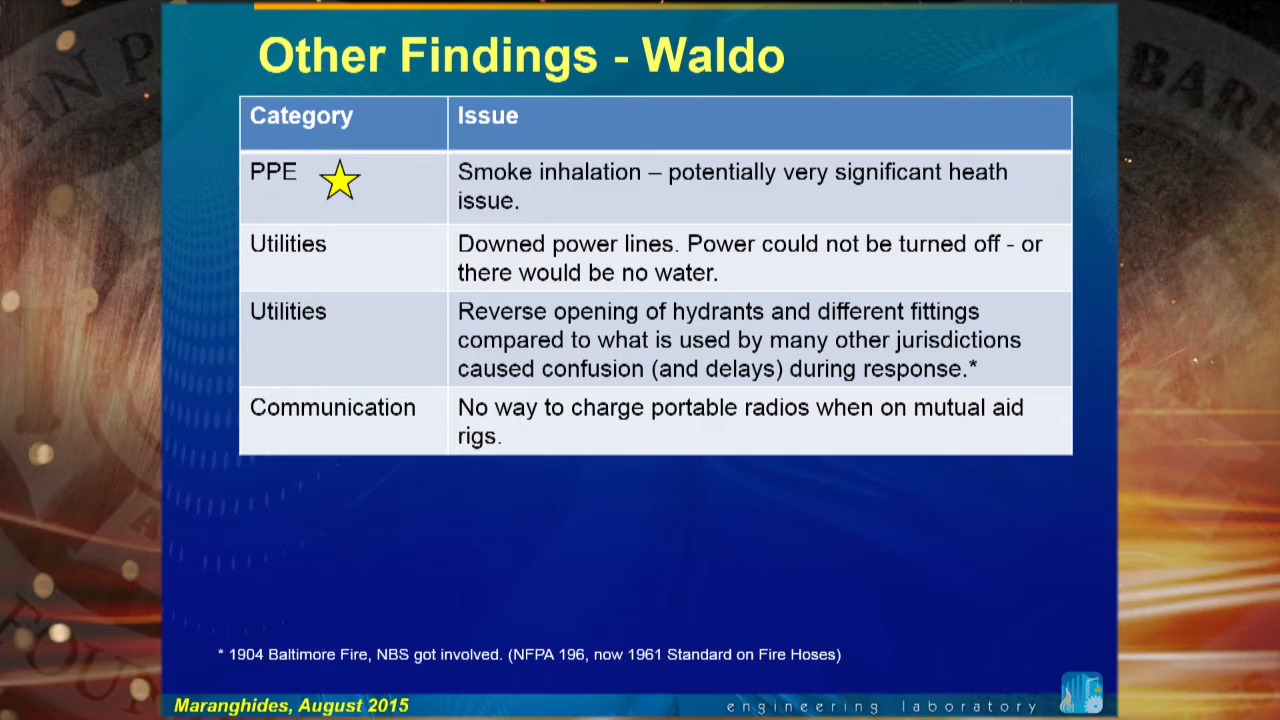 Other Findings - Waldo
Category
Issue
PPE
Smoke inhalation – potentially very significant heath
issue.
Utilities
Downed power lines. Power could not be turned off - or
there would be no water.
Utilities
Reverse opening of hydrants and different fittings
compared to what is used by many other jurisdictions
caused confusion (and delays) during response.*
Communication
No way to charge portable radios when on mutual aid
rigs.
* 1904 Baltimore Fire, NBS got involved. (NFPA 196, now 1961 Standard on Fire Hoses)
Maranghides, August 2015
engineering laboratory